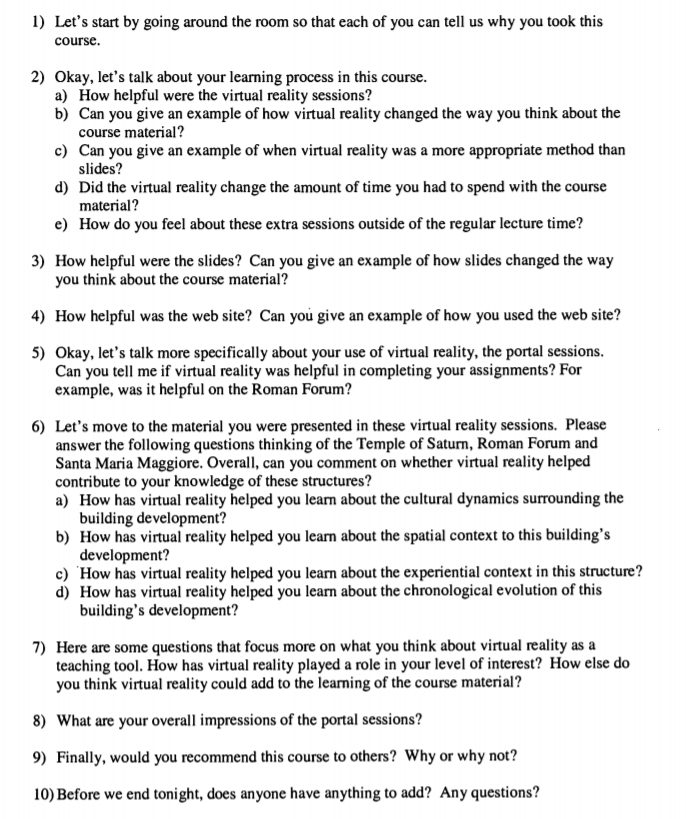 1) Let's start by going around the room so that each of you can tell us why you took this
course.
2) Okay, let's talk about your learning process in this course.
a) How helpful were the virtual reality sessions?
b) Can you give an example of how virtual reality changed the way you think about the
course material?
c) Can you give an example of when virtual reality was a more appropriate method than
slides?
d) Did the virtual reality change the amount of time you had to spend with the course
material?
e) How do you feel about these extra sessions outside of the regular lecture time?
3) How helpful were the slides? Can you give an example of how slides changed the way
you think about the course material?
4) How helpful was the web site? Can you give an example of how you used the web site?
5) Okay, let's talk more specifically about your use of virtual reality, the portal sessions.
Can you tell me if virtual reality was helpful in completing your assignments? For
example, was it helpful on the Roman Forum?
6) Let's move to the material you were presented in these virtual reality sessions. Please
answer the following questions thinking of the Temple of Saturn, Roman Forum and
Santa Maria Maggiore. Overall, can you comment on whether virtual reality helped
contribute to your knowledge of these structures?
a) How has virtual reality helped you learn about the cultural dynamics surrounding the
building development?
b) How has virtual reality helped you learn about the spatial context to this building's
development?
c) How has virtual reality helped you learn about the experiential context in this structure?
d) How has virtual reality helped you learn about the chronological evolution of this
building's development?
7) Here are some questions that focus more on what you think about virtual reality as a
teaching tool. How has virtual reality played a role in your level of interest? How else do
you think virtual reality could add to the learning of the course material?
8) What are your overall impressions of the portal sessions?
9) Finally, would you recommend this course to others? Why or why not?
10) Before we end tonight, does anyone have anything to add? Any questions?